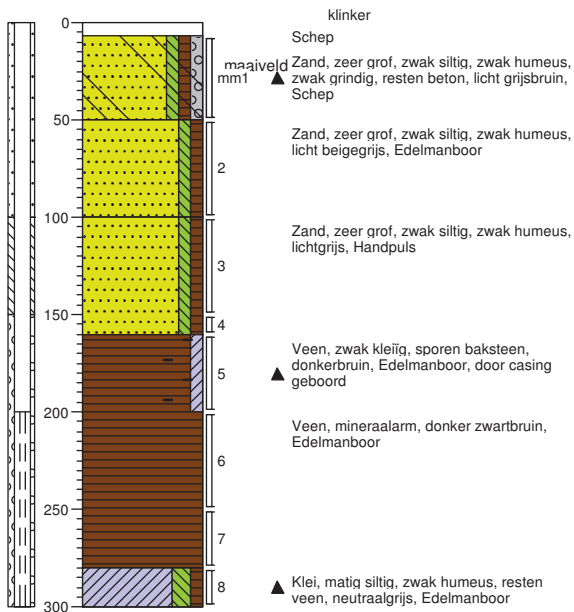 klinker
0
Schep
maaiveld
mm1
Zand, zeer grof, zwak siltig, zwak humeus,
zwak grindig, resten beton, licht grijsbruin,
Schep
50
2
Zand, zeer grof, zwak siltig, zwak humeus,
licht beigegrijs, Edelmanboor
100
3
Zand, zeer grof, zwak siltig, zwak humeus,
lichtgrijs, Handpuls
150
4
5
Veen, zwak kleiïg, sporen baksteen,
donkerbruin, Edelmanboor, door casing
geboord
200
6
Veen, mineraalarm, donker zwartbruin,
Edelmanboor
250
7
8
Klei, matig siltig, zwak humeus, resten
veen, neutraalgrijs, Edelmanboor
300